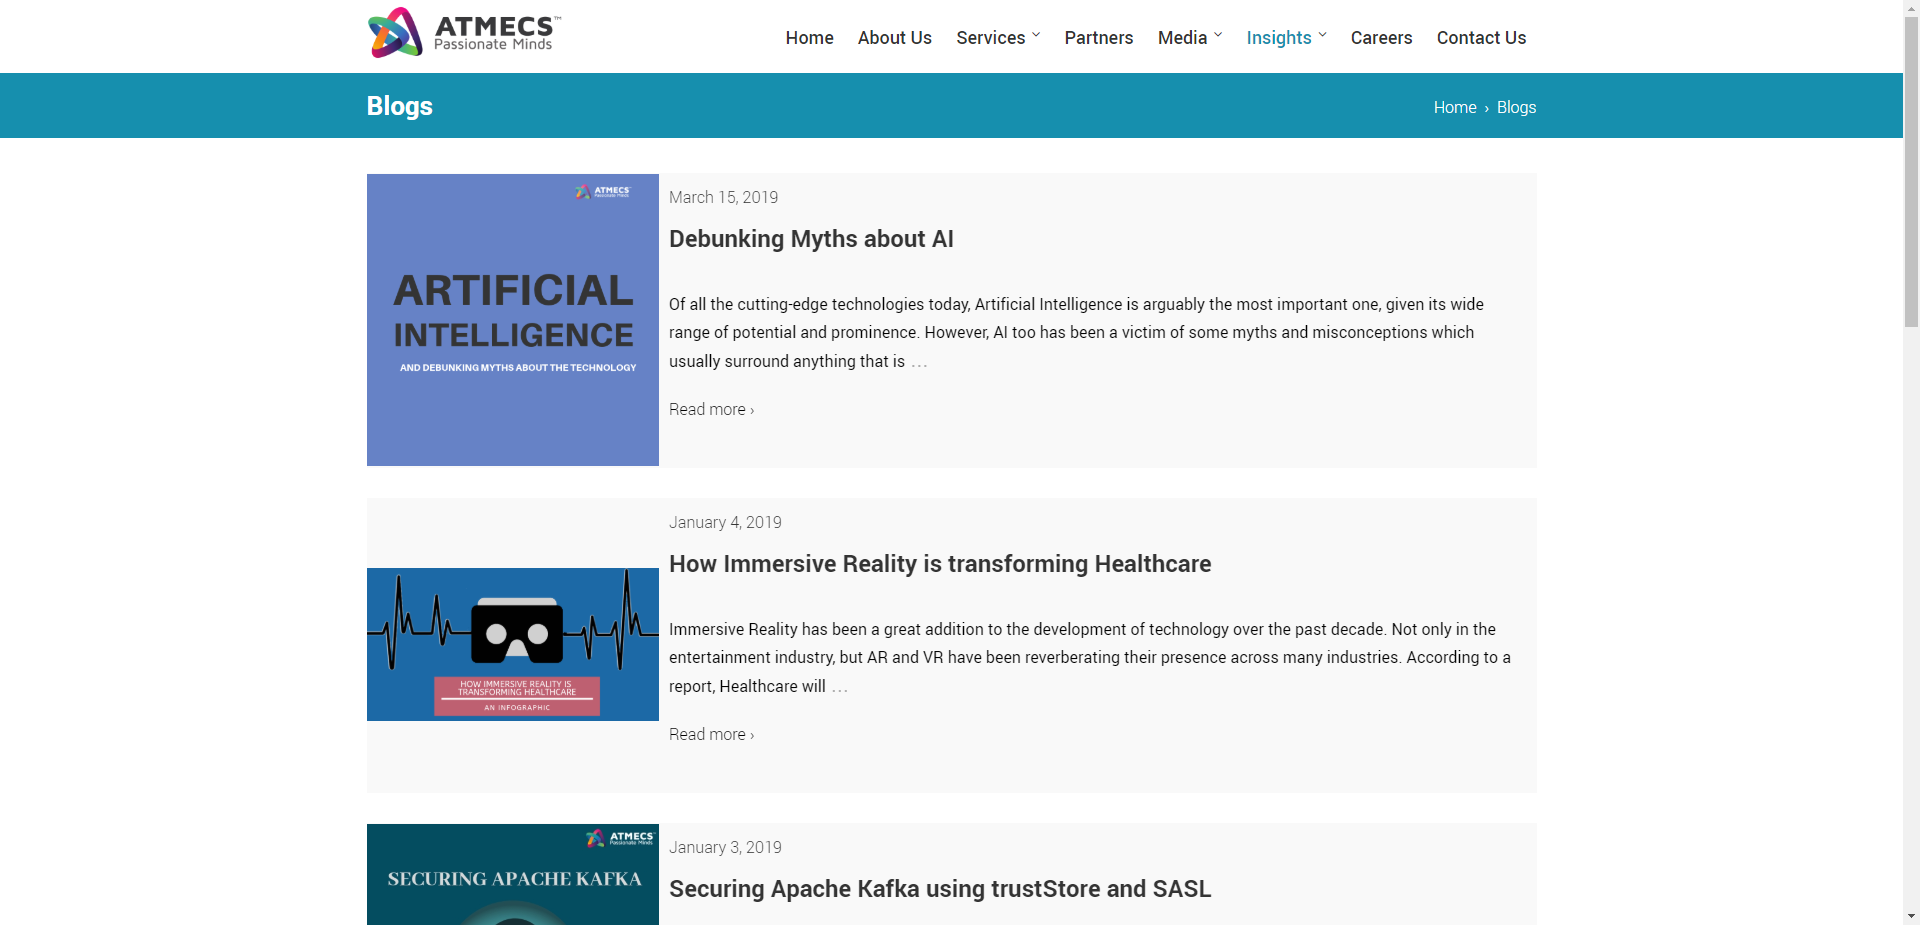 ATMECS™
Passionate Minds
Home About Us Services Partners Media Insights Careers Contact Us
Blogs
Home › Blogs
ATMECS
Passionate Minds
ARTIFICIAL
INTELLIGENCE
AND DEBUNKING MYTHS ABOUT THE TECHNOLOGY
March 15, 2019
Debunking Myths about AI
Of all the cutting-edge technologies today, Artificial Intelligence is arguably the most important one, given its wide
range of potential and prominence. However, AI too has been a victim of some myths and misconceptions which
usually surround anything that is ...
Read more ›
HOW IMMERSIVE REALITY IS
TRANSFORMING HEALTHCARE
AN INFOGRAPHIC
January 4, 2019
How Immersive Reality is transforming Healthcare
Immersive Reality has been a great addition to the development of technology over the past decade. Not only in the
entertainment industry, but AR and VR have been reverberating their presence across many industries. According to a
report, Healthcare will ...
Read more ›
ATMECS
Passionate Minds
SECURING APACHE KAFKA
January 3, 2019
Securing Apache Kafka using trustStore and SASL